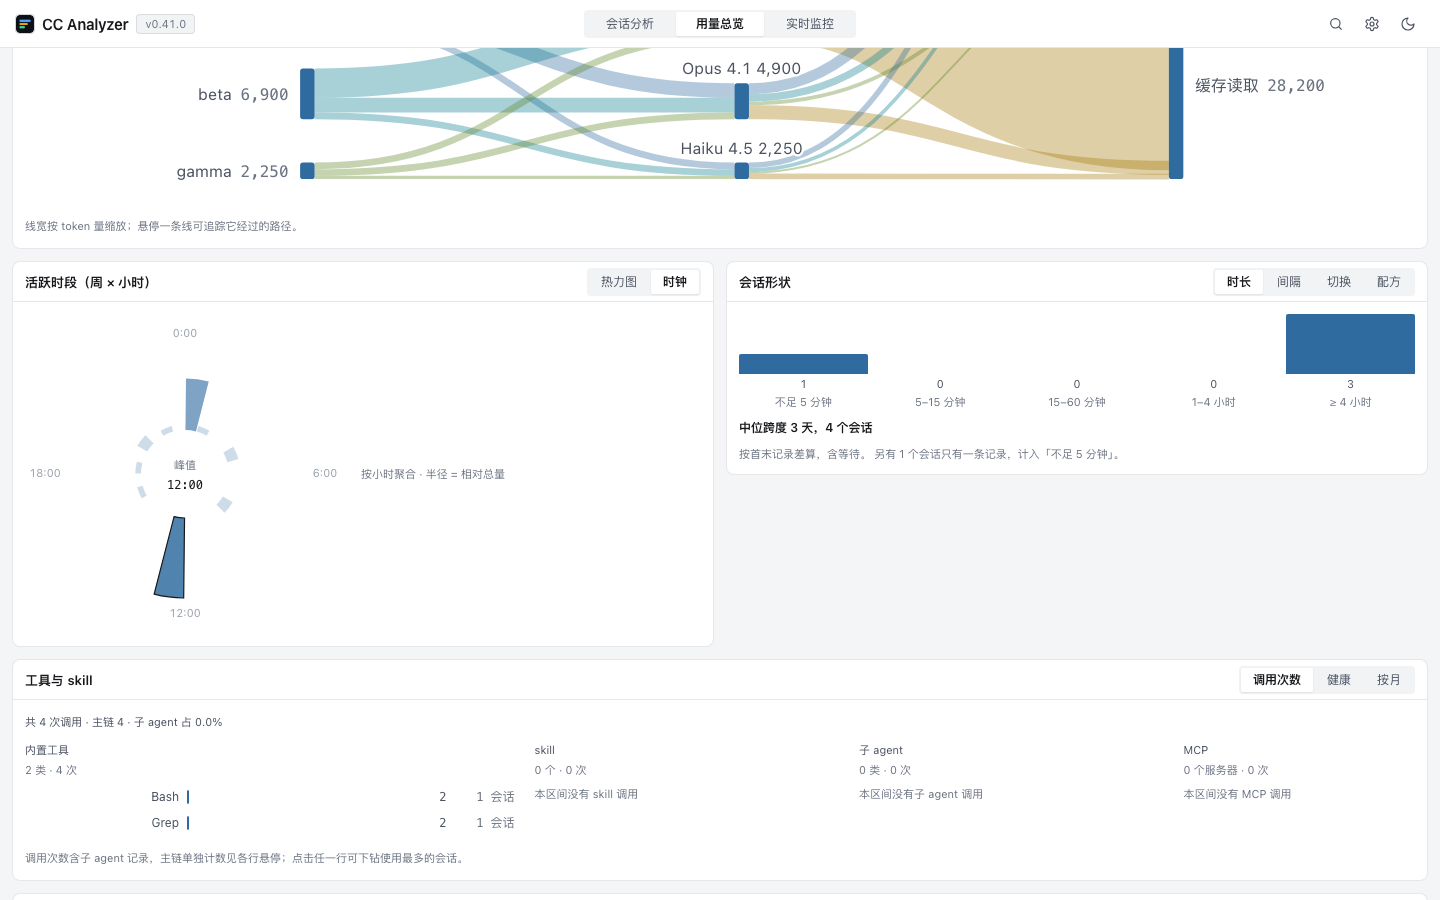 CC Analyzer v0.41.0 会话分析 用量总览 实时监控
Opus 4.1 4,900
beta 6,900
缓存读取 28,200
Haiku 4.5 2,250
gamma 2,250
线宽按 token 量缩放；悬停一条线可追踪它经过的路径。
活跃时段（周 × 小时） 热力图 时钟
0:00
18:00
峰值
12:00
6:00
按小时聚合 · 半径 = 相对总量
12:00
会话形状 时长 间隔 切换 配方
1 0 0 0 3
不足 5 分钟 5–15 分钟 15–60 分钟 1–4 小时 ≥ 4 小时
中位跨度 3 天，4 个会话
按首末记录差算，含等待。 另有 1 个会话只有一条记录，计入「不足 5 分钟」。
工具与 skill 调用次数 健康 按月
共 4 次调用 · 主链 4 · 子 agent 占 0.0%
内置工具 skill 子 agent MCP
2 类 · 4 次 0 个 · 0 次 0 类 · 0 次 0 个服务器 · 0 次
本区间没有 skill 调用 本区间没有子 agent 调用 本区间没有 MCP 调用
Bash 2 1 会话
Grep 2 1 会话
调用次数含子 agent 记录，主链单独计数见各行悬停；点击任一行可下钻使用最多的会话。